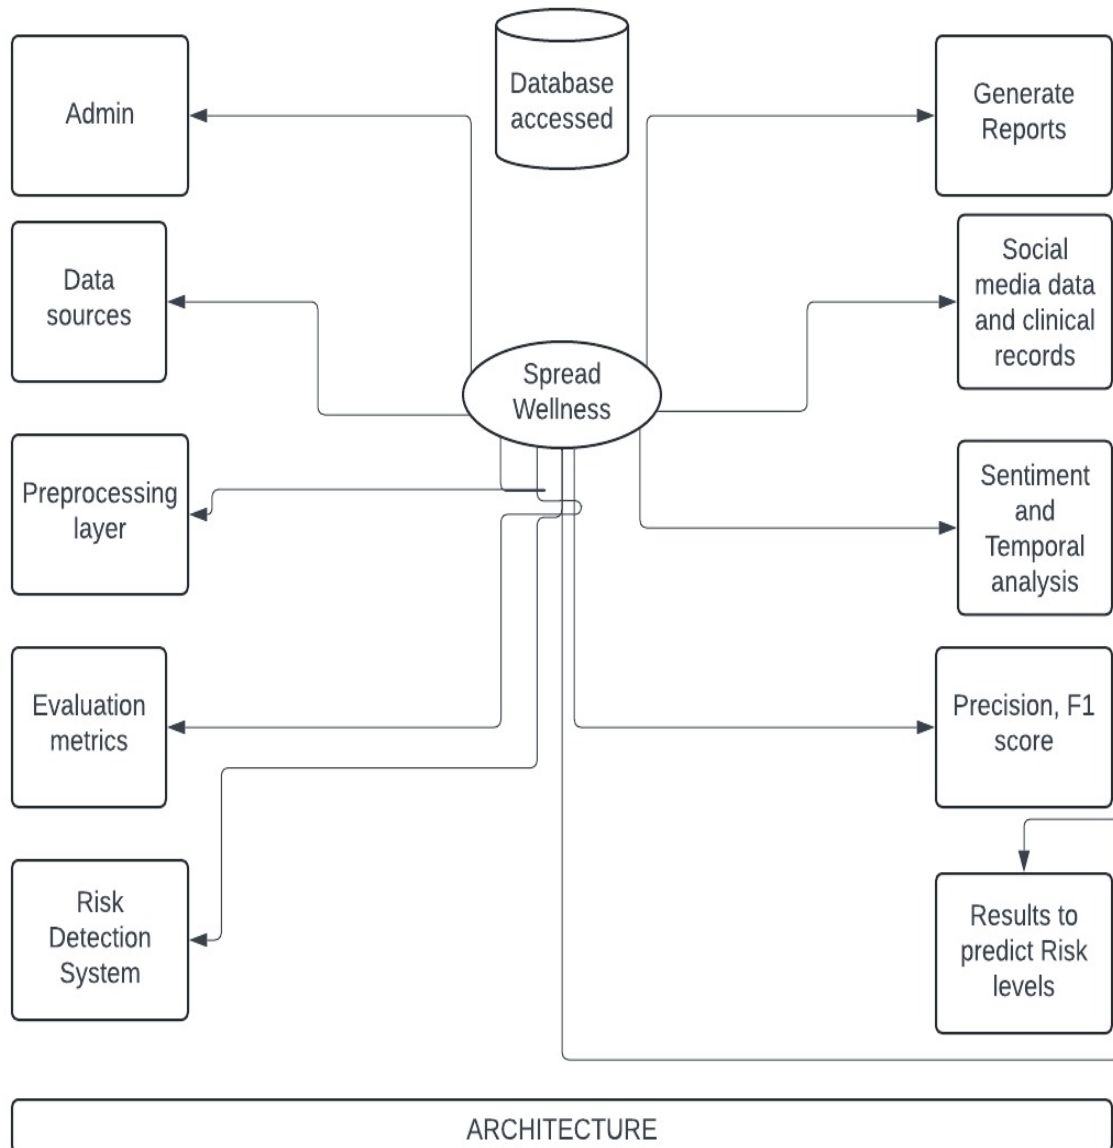 Database
accessed
Admin
Generate
Reports
Data
sources
Social
media data
and clinical
records
Spread
Wellness
Preprocessing
layer
Sentiment
and
Temporal
analysis
Evaluation
metrics
Precision, F1
score
Risk
Detection
System
Results to
predict Risk
levels
ARCHITECTURE